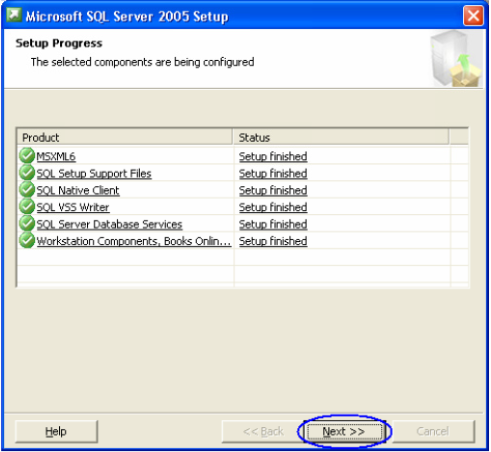 Microsoft SQL Server 2005 Setup
Setup Progress
The selected components are being configured
Product Status
MSXML6 Setup finished
SQL Setup Support Files Setup finished
SQL Native Client Setup finished
SQL VSS Writer Setup finished
SQL Server Database Services Setup finished
Workstation Components, Books Onlin... Setup finished
Help << Back Next >> Cancel